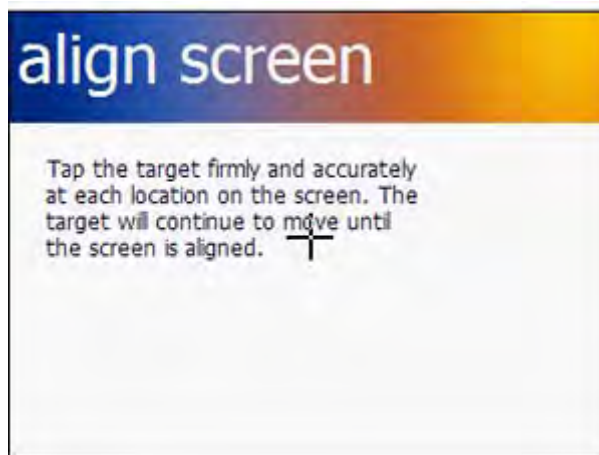 align screen
Tap the target firmly and accurately
at each location on the screen. The
target will continue to move until
the screen is aligned.